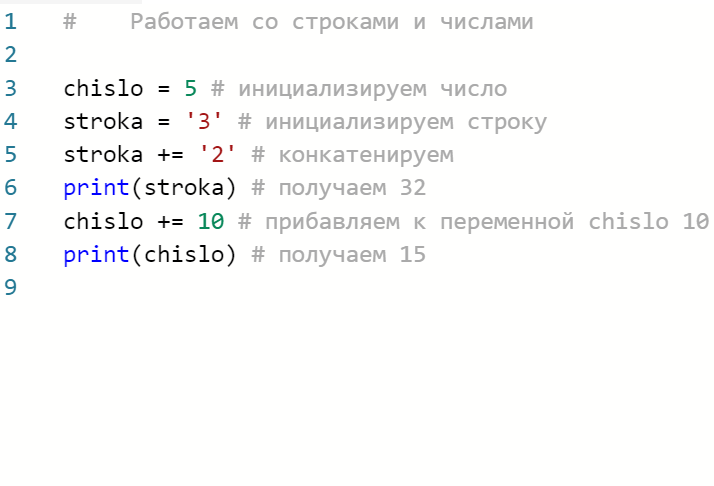 1 #    Работаем со строками и числами
2
3 chislo = 5 # инициализируем число
4 stroka = '3' # инициализируем строку
5 stroka += '2' # конкатенируем
6 print(stroka) # получаем 32
7 chislo += 10 # прибавляем к переменной chislo 10
8 print(chislo) # получаем 15
9